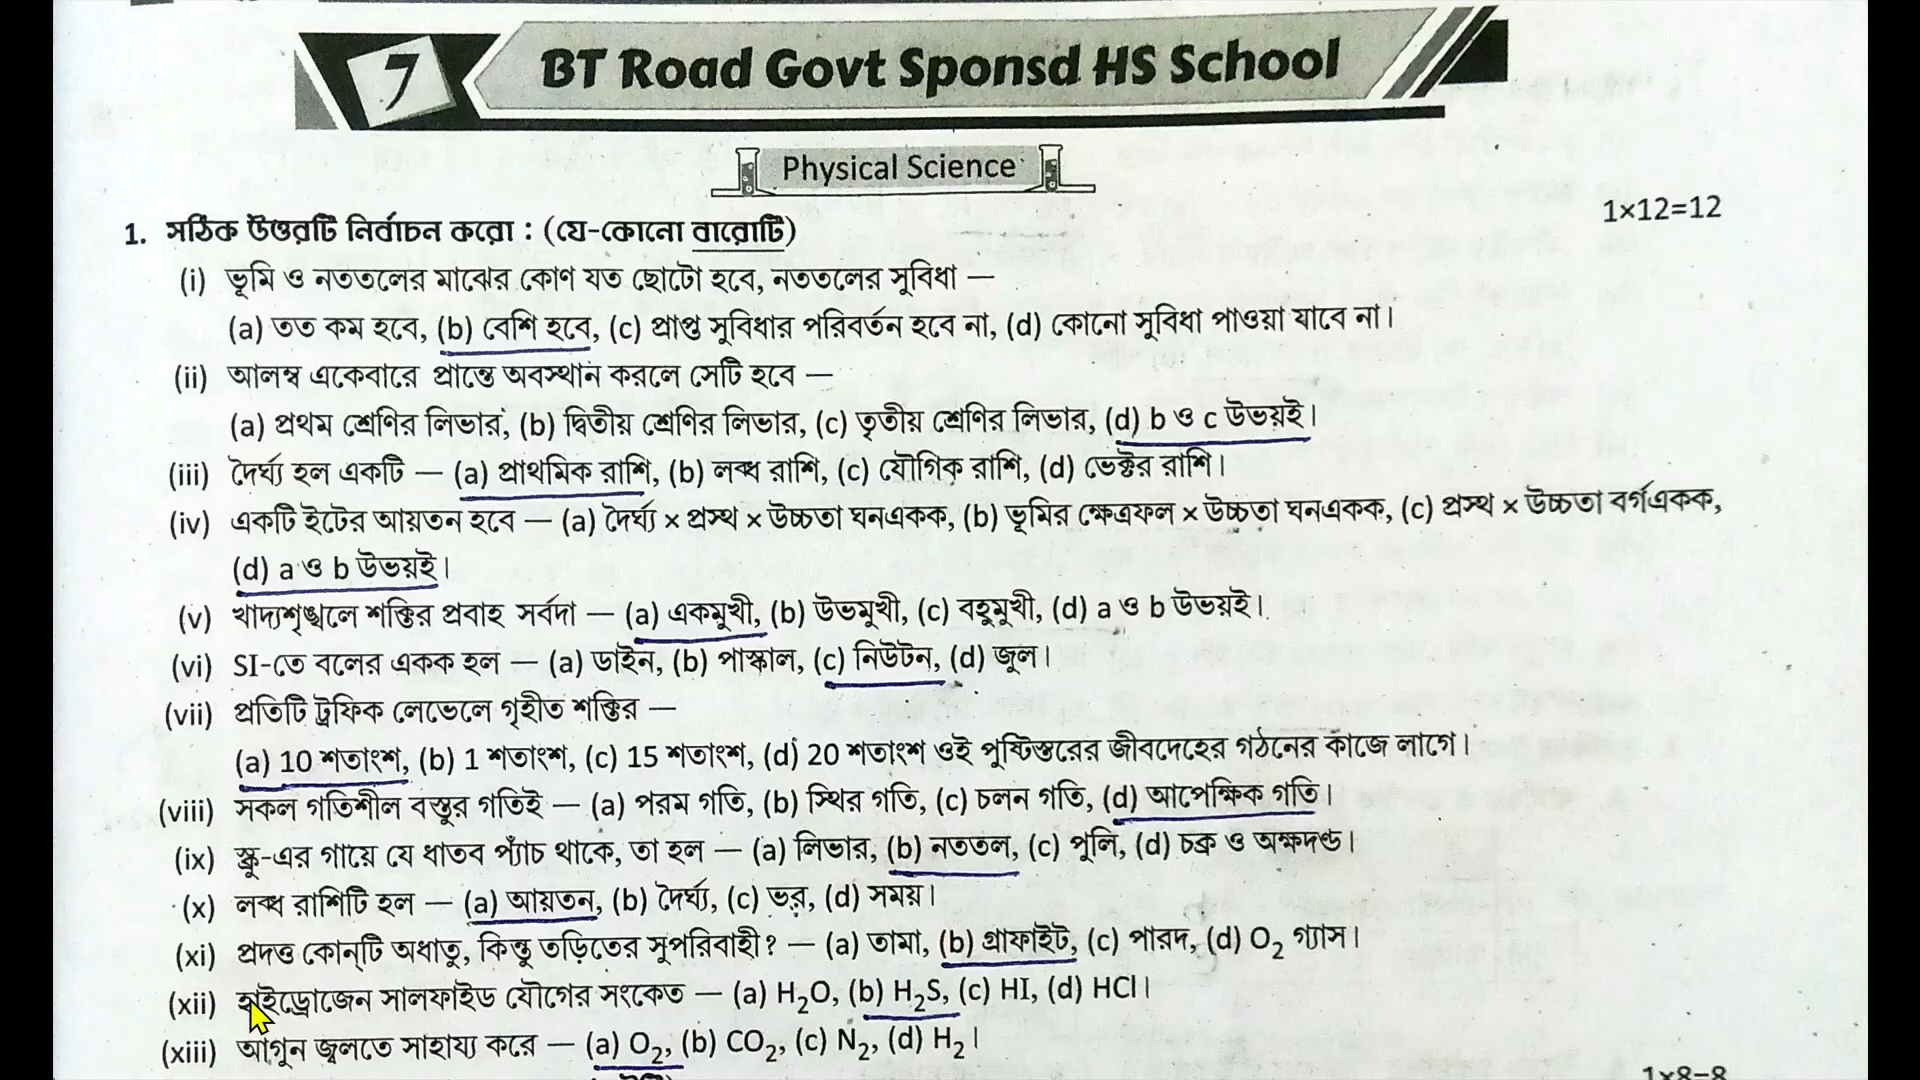 7
BT Road Govt Sponsd HS School
Physical Science
1. সঠিক উত্তরটি নির্বাচন করো : (যে-কোনো বারোটি) 1×12=12
(i) ভূমি ও নততলের মাঝের কোণ যত ছোটো হবে, নততলের সুবিধা —
(a) তত কম হবে, (b) বেশি হবে, (c) প্রাপ্ত সুবিধার পরিবর্তন হবে না, (d) কোনো সুবিধা পাওয়া যাবে না।
(ii) আলম্ব একেবারে প্রান্তে অবস্থান করলে সেটি হবে —
(a) প্রথম শ্রেণির লিভার, (b) দ্বিতীয় শ্রেণির লিভার, (c) তৃতীয় শ্রেণির লিভার, (d) b ও c উভয়ই।
(iii) দৈর্ঘ্য হল একটি — (a) প্রাথমিক রাশি, (b) লব্ধ রাশি, (c) যৌগিক রাশি, (d) ভেক্টর রাশি।
(iv) একটি ইটের আয়তন হবে — (a) দৈর্ঘ্য × প্রস্থ × উচ্চতা ঘনএকক, (b) ভূমির ক্ষেত্রফল × উচ্চতা ঘনএকক, (c) প্রস্থ × উচ্চতা বর্গএকক,
(d) a ও b উভয়ই।
(v) খাদ্যশৃঙ্খলে শক্তির প্রবাহ সর্বদা — (a) একমুখী, (b) উভমুখী, (c) বহুমুখী, (d) a ও b উভয়ই।
(vi) SI-তে বলের একক হল — (a) ডাইন, (b) পাস্কাল, (c) নিউটন, (d) জুল।
(vii) প্রতিটি ট্রফিক লেভেলে গৃহীত শক্তির —
(a) 10 শতাংশ, (b) 1 শতাংশ, (c) 15 শতাংশ, (d) 20 শতাংশ ওই পুষ্টিস্তরের জীবদেহের গঠনের কাজে লাগে।
(viii) সকল গতিশীল বস্তুর গতিই — (a) পরম গতি, (b) স্থির গতি, (c) চলন গতি, (d) আপেক্ষিক গতি।
(ix) স্ক্রু-এর গায়ে যে ধাতব প্যাঁচ থাকে, তা হল — (a) লিভার, (b) নততল, (c) পুলি, (d) চক্র ও অক্ষদণ্ড।
(x) লব্ধ রাশিটি হল — (a) আয়তন, (b) দৈর্ঘ্য, (c) ভর, (d) সময়।
(xi) প্রদত্ত কোন্‌টি অধাতু, কিন্তু তড়িতের সুপরিবাহী? — (a) তামা, (b) গ্রাফাইট, (c) পারদ, (d) O₂ গ্যাস।
(xii) হাইড্রোজেন সালফাইড যৌগের সংকেত — (a) H₂O, (b) H₂S, (c) HI, (d) HCl।
(xiii) আগুন জ্বলতে সাহায্য করে — (a) O₂, (b) CO₂, (c) N₂, (d) H₂।
1×8=8